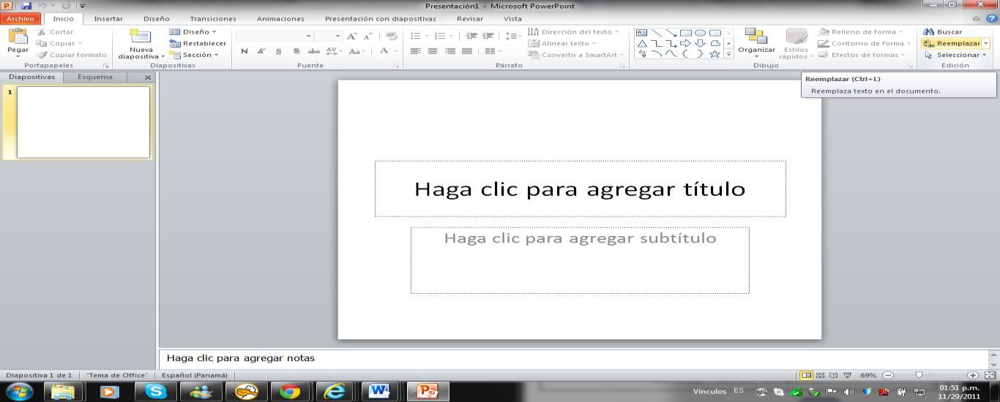 Presentación1 - Microsoft PowerPoint
Archivo Inicio Insertar Diseño Transiciones Animaciones Presentación con diapositivas Revisar Vista
Pegar
Cortar
Copiar
Copiar formato
Portapapeles
Nueva
diapositiva
Diseño
Restablecer
Sección
Diapositivas
N K S S abc AV Aa A
Fuente
Dirección del texto
Alinear texto
Convertir a SmartArt
Párrafo
Organizar
Estilos
rápidos
Relleno de forma
Contorno de forma
Efectos de formas
Dibujo
Buscar
Reemplazar
Seleccionar
Edición
Reemplazar (Ctrl+L)
Reemplaza texto en el documento.
Diapositivas Esquema
1
Haga clic para agregar título
Haga clic para agregar subtítulo
Haga clic para agregar notas
Diapositiva 1 de 1 "Tema de Office" Español (Panamá) 69%
Vínculos ES 01:51 p.m.
11/29/2011